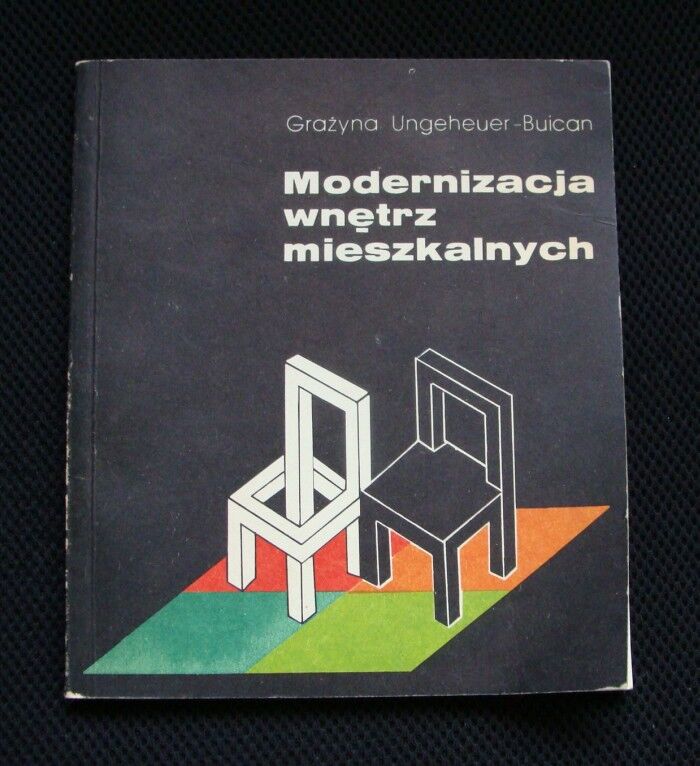 Grażyna Ungeheuer-Buican
Modernizacja
wnętrz
mieszkalnych